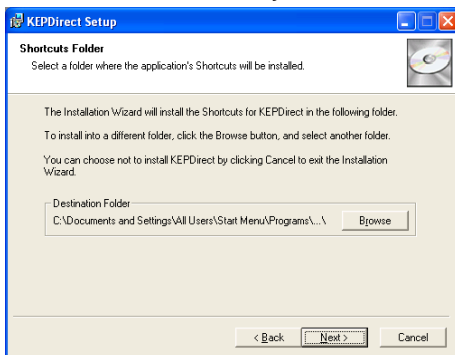 KEPDirect Setup
Shortcuts Folder
Select a folder where the application's Shortcuts will be installed.
The Installation Wizard will install the Shortcuts for KEPDirect in the following folder.
To install into a different folder, click the Browse button, and select another folder.
You can choose not to install KEPDirect by clicking Cancel to exit the Installation
Wizard.
Destination Folder
C:\Documents and Settings\All Users\Start Menu\Programs\...\ Browse
< Back Next > Cancel